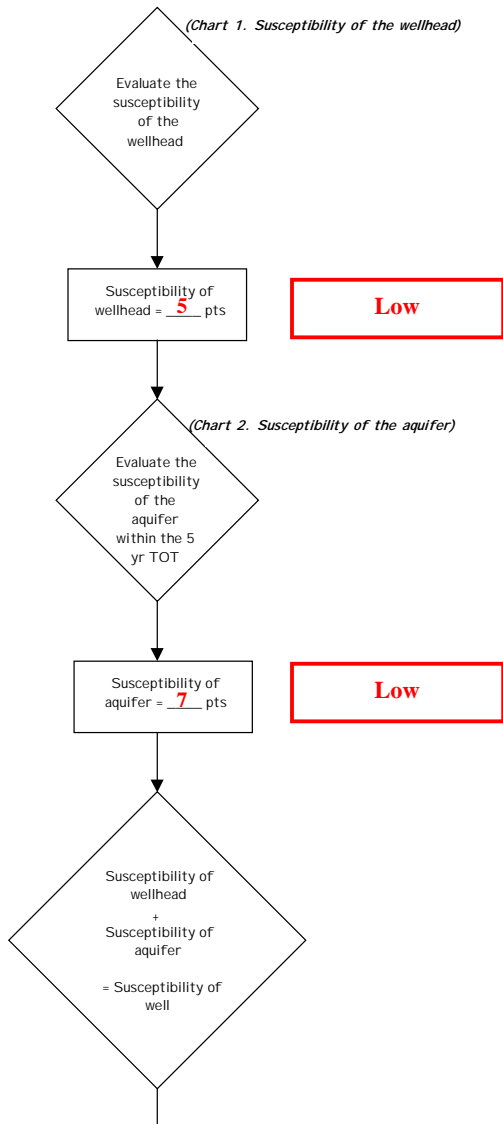 (Chart 1. Susceptibility of the wellhead)
Evaluate the
susceptibility
of the
wellhead
Susceptibility of
wellhead = __5__ pts
Low
(Chart 2. Susceptibility of the aquifer)
Evaluate the
susceptibility
of the
aquifer
within the 5
yr TOT
Susceptibility of
aquifer = __7__ pts
Low
Susceptibility of
wellhead
+
Susceptibility of
aquifer
= Susceptibility of
well